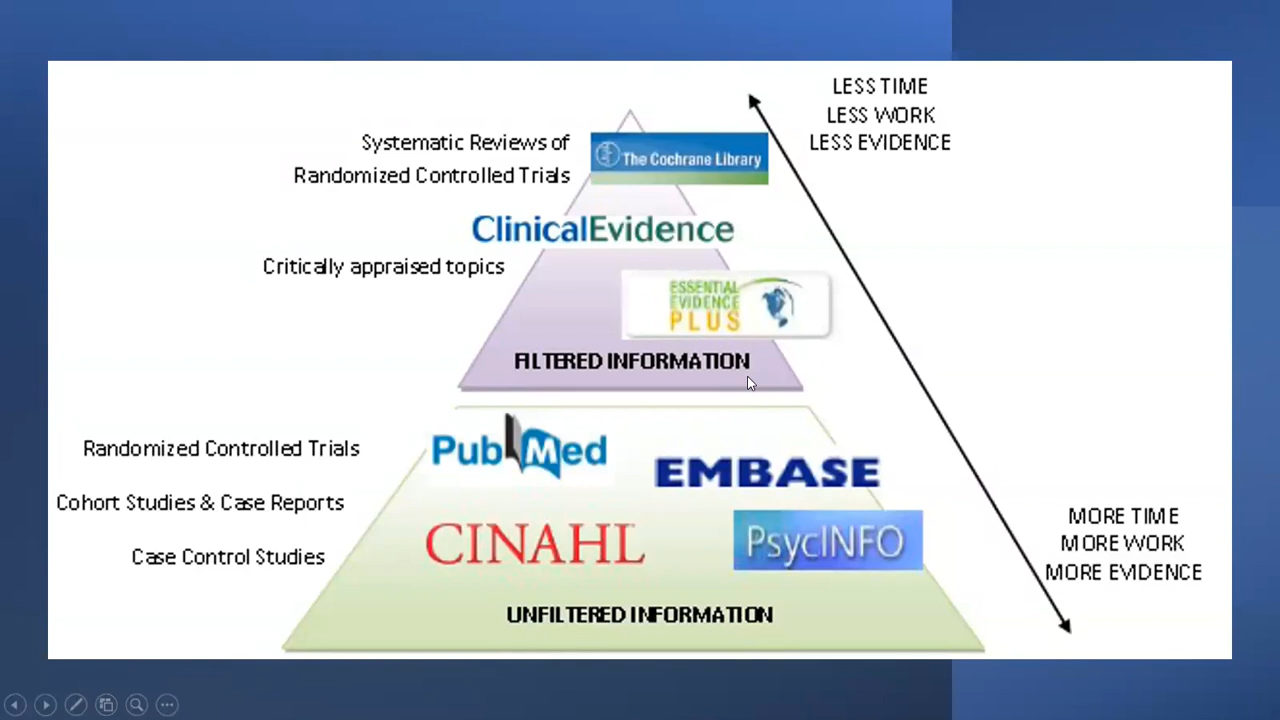 LESS TIME
LESS WORK
LESS EVIDENCE
Systematic Reviews of
Randomized Controlled Trials
The Cochrane Library
ClinicalEvidence
Critically appraised topics
ESSENTIAL
EVIDENCE
PLUS
FILTERED INFORMATION
Randomized Controlled Trials
PubMed
EMBASE
Cohort Studies & Case Reports
CINAHL
PsycINFO
Case Control Studies
MORE TIME
MORE WORK
MORE EVIDENCE
UNFILTERED INFORMATION